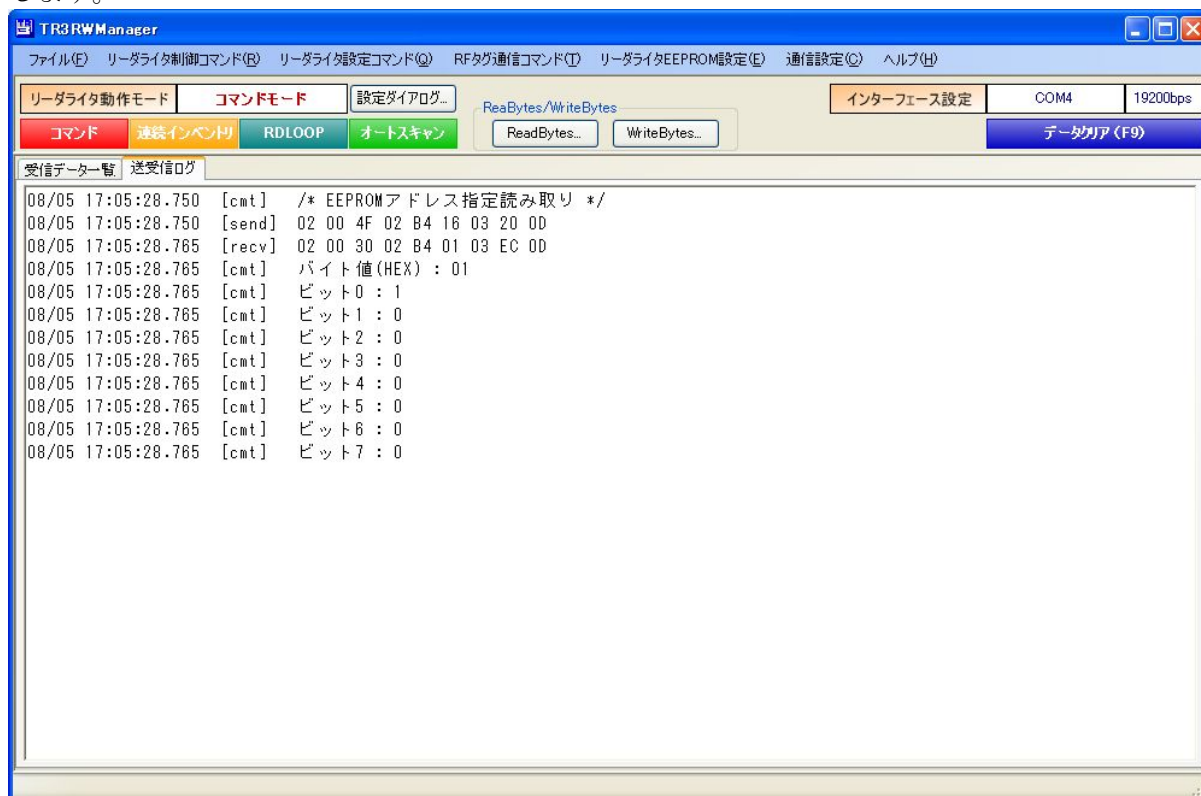 します。
TR3RWManager
ファイル(F) リーダライタ制御コマンド(R) リーダライタ設定コマンド(Q) RFタグ通信コマンド(T) リーダライタEEPROM設定(E) 通信設定(C) ヘルプ(H)
リーダライタ動作モード コマンドモード 設定ダイアログ... ReaBytes/WriteBytes インターフェース設定 COM4 19200bps
コマンド 連続インベントリ RDLOOP オートスキャン ReadBytes... WriteBytes... データクリア(F9)
受信データ一覧 送受信ログ
08/05 17:05:28.750 [cmt] /* EEPROMアドレス指定読み取り */
08/05 17:05:28.750 [send] 02 00 4F 02 B4 16 03 20 0D
08/05 17:05:28.765 [recv] 02 00 30 02 B4 01 03 EC 0D
08/05 17:05:28.765 [cmt] バイト値(HEX) : 01
08/05 17:05:28.765 [cmt] ビット0 : 1
08/05 17:05:28.765 [cmt] ビット1 : 0
08/05 17:05:28.765 [cmt] ビット2 : 0
08/05 17:05:28.765 [cmt] ビット3 : 0
08/05 17:05:28.765 [cmt] ビット4 : 0
08/05 17:05:28.765 [cmt] ビット5 : 0
08/05 17:05:28.765 [cmt] ビット6 : 0
08/05 17:05:28.765 [cmt] ビット7 : 0